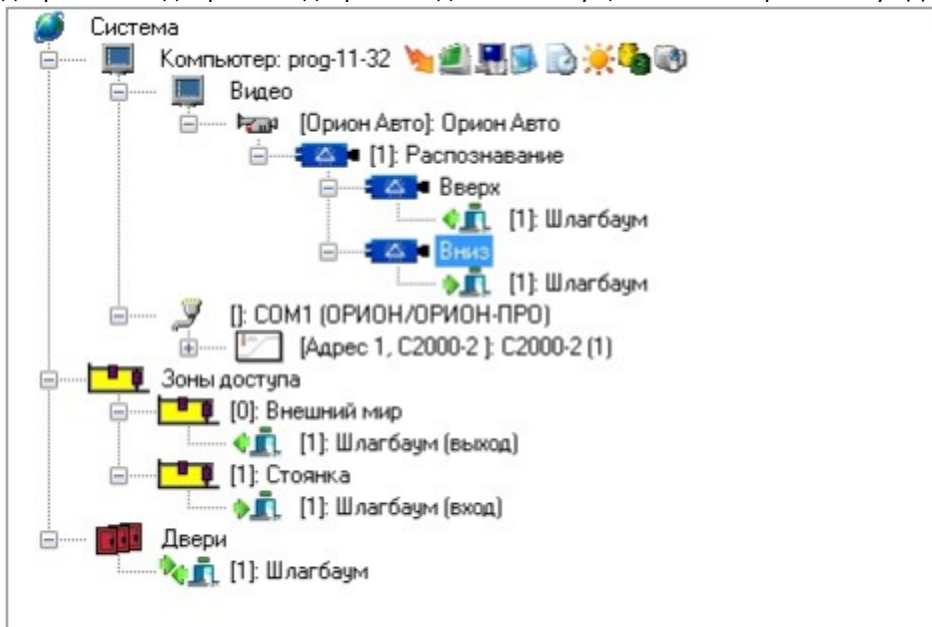 Система
Компьютер: prog-11-32
Видео
[Орион Авто]: Орион Авто
[1]: Распознавание
Вверх
[1]: Шлагбаум
Вниз
[1]: Шлагбаум
[]: COM1 (ОРИОН/ОРИОН-ПРО)
[Адрес 1, С2000-2 ]: С2000-2 (1)
Зоны доступа
[0]: Внешний мир
[1]: Шлагбаум (выход)
[1]: Стоянка
[1]: Шлагбаум (вход)
Двери
[1]: Шлагбаум